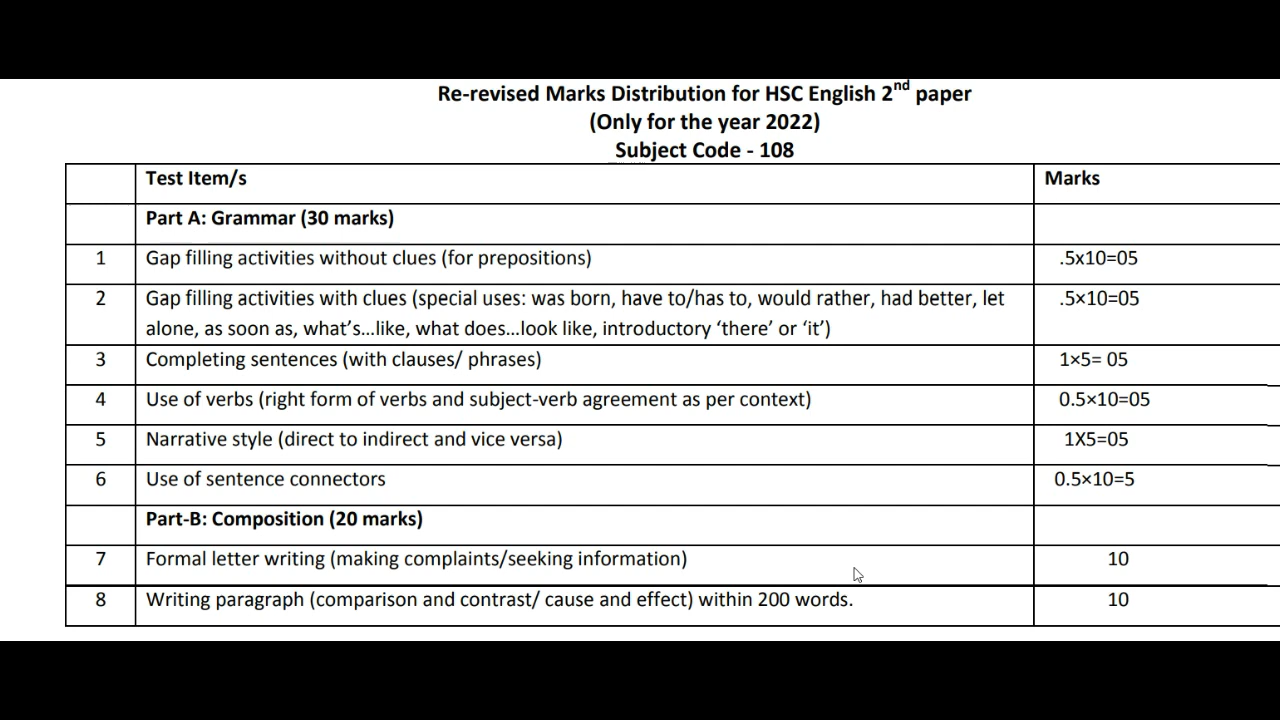 Re-revised Marks Distribution for HSC English 2nd paper
(Only for the year 2022)
Subject Code - 108
Test Item/s Marks
Part A: Grammar (30 marks)
1 Gap filling activities without clues (for prepositions) .5x10=05
2 Gap filling activities with clues (special uses: was born, have to/has to, would rather, had better, let .5×10=05
alone, as soon as, what’s…like, what does…look like, introductory ‘there’ or ‘it’)
3 Completing sentences (with clauses/ phrases) 1×5= 05
4 Use of verbs (right form of verbs and subject-verb agreement as per context) 0.5×10=05
5 Narrative style (direct to indirect and vice versa) 1X5=05
6 Use of sentence connectors 0.5×10=5
Part-B: Composition (20 marks)
7 Formal letter writing (making complaints/seeking information) 10
8 Writing paragraph (comparison and contrast/ cause and effect) within 200 words. 10